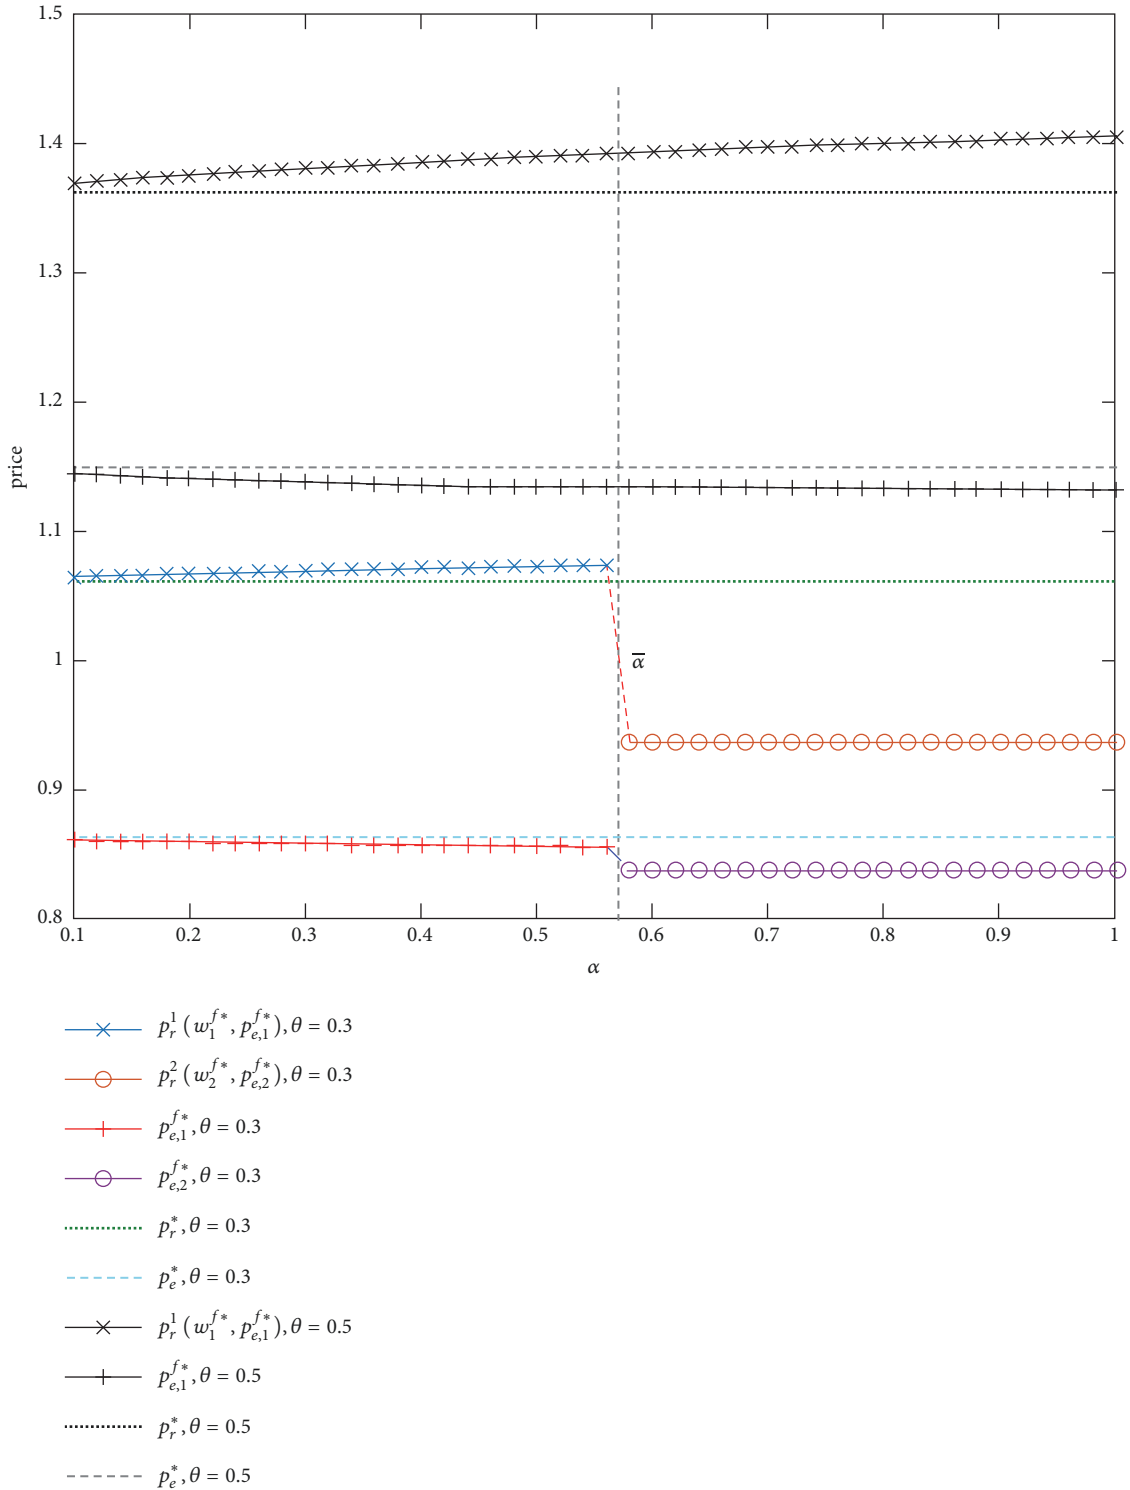 1.5
1.4
1.3
1.2
price
1.1
1
α̅
0.9
0.8
0.1 0.2 0.3 0.4 0.5 0.6 0.7 0.8 0.9 1
α
p_r^1 (w_1^{f*}, p_{e,1}^{f*}), θ = 0.3
p_r^2 (w_2^{f*}, p_{e,2}^{f*}), θ = 0.3
p_{e,1}^{f*}, θ = 0.3
p_{e,2}^{f*}, θ = 0.3
p_r^*, θ = 0.3
p_e^*, θ = 0.3
p_r^1 (w_1^{f*}, p_{e,1}^{f*}), θ = 0.5
p_{e,1}^{f*}, θ = 0.5
p_r^*, θ = 0.5
p_e^*, θ = 0.5